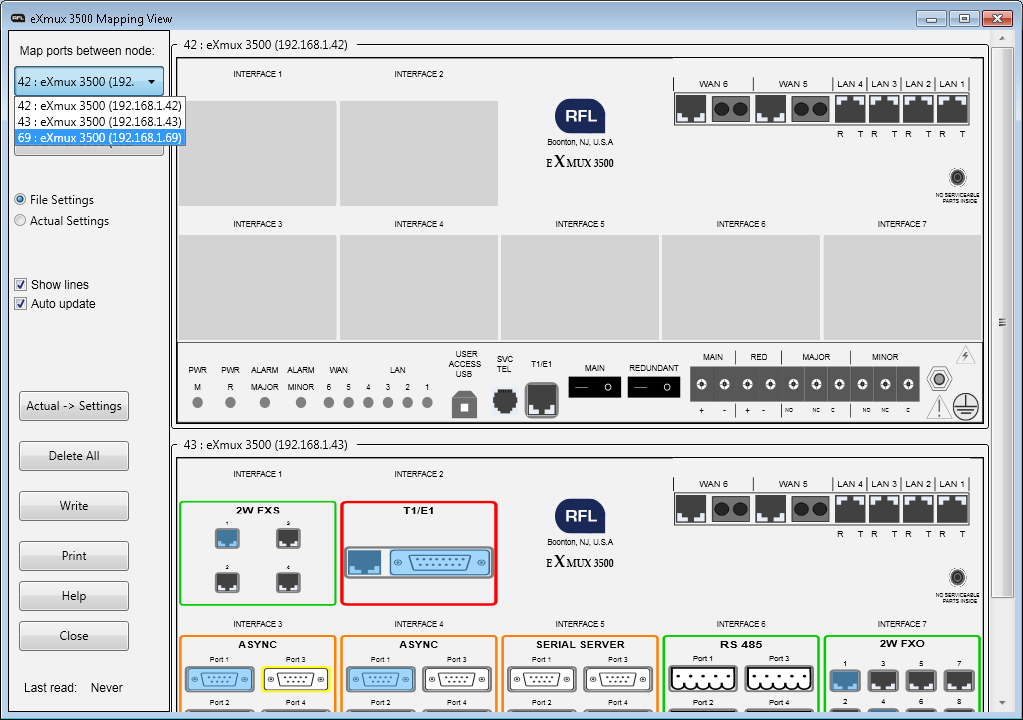 RFL eXmux 3500 Mapping View
Map ports between node:
42 : eXmux 3500 (192.
42 : eXmux 3500 (192.168.1.42)
43 : eXmux 3500 (192.168.1.43)
69 : eXmux 3500 (192.168.1.69)
File Settings
Actual Settings
Show lines
Auto update
Actual -> Settings
Delete All
Write
Print
Help
Close
Last read: Never
42 : eXmux 3500 (192.168.1.42)
INTERFACE 1 INTERFACE 2
RFL
Boonton, NJ, U.S.A
EXMUX 3500
WAN 6 WAN 5 LAN 4 LAN 3 LAN 2 LAN 1
R T R T R T R T
NO SERVICEABLE
PARTS INSIDE
INTERFACE 3 INTERFACE 4 INTERFACE 5 INTERFACE 6 INTERFACE 7
PWR PWR ALARM ALARM WAN LAN
M R MAJOR MINOR 6 5 4 3 2 1
USER
ACCESS
USB
SVC
TEL
T1/E1
MAIN REDUNDANT
MAIN RED MAJOR MINOR
+ - + - NO NC C NO NC C
43 : eXmux 3500 (192.168.1.43)
INTERFACE 1 INTERFACE 2
2W FXS
1 3
2 4
T1/E1
RFL
Boonton, NJ, U.S.A
EXMUX 3500
WAN 6 WAN 5 LAN 4 LAN 3 LAN 2 LAN 1
R T R T R T R T
NO SERVICEABLE
PARTS INSIDE
INTERFACE 3 INTERFACE 4 INTERFACE 5 INTERFACE 6 INTERFACE 7
ASYNC ASYNC SERIAL SERVER RS 485 2W FXO
Port 1 Port 3 Port 1 Port 3 Port 1 Port 3 Port 1 Port 3 1 3 5 7
Port 2 Port 4 Port 2 Port 4 Port 2 Port 4 Port 2 Port 4 2 4 6 8